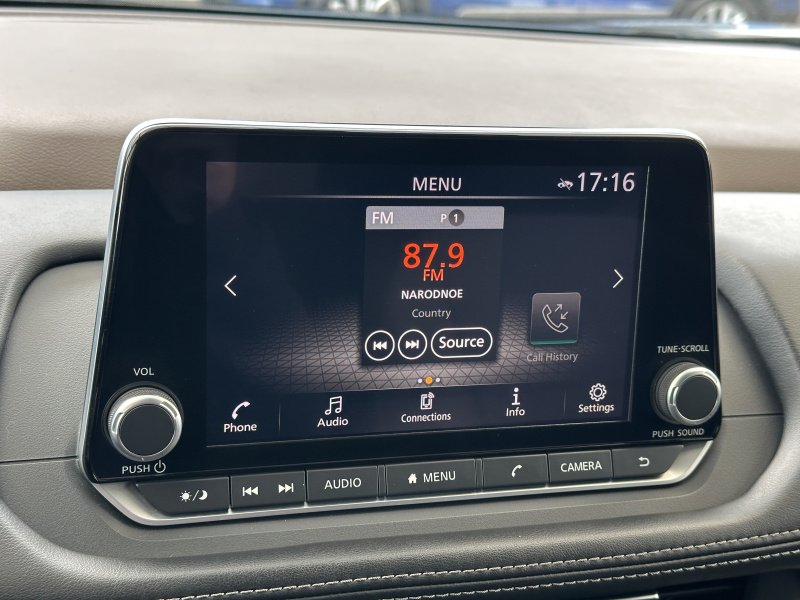 MENU
17:16
FM P 1
87.9
FM
NARODNOE
Country
Source
Call History
Phone
Audio
Connections
Info
Settings
VOL
PUSH
TUNE·SCROLL
PUSH SOUND
AUDIO
MENU
CAMERA